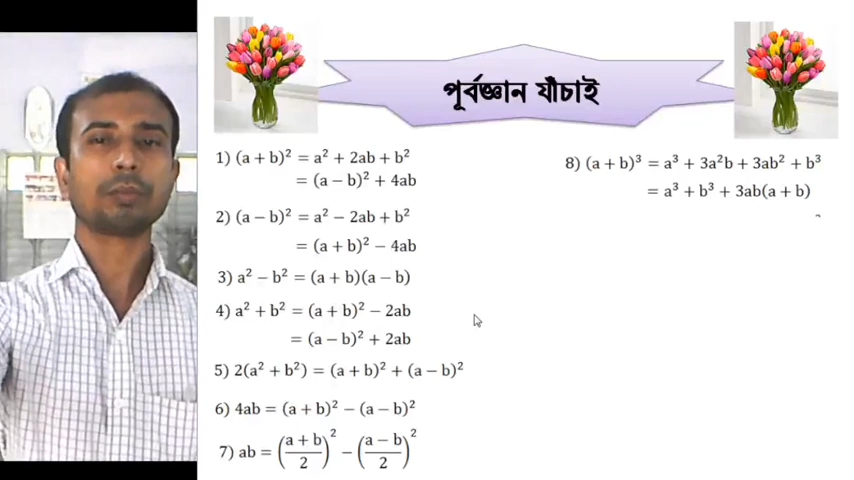 পূর্বজ্ঞান যাঁচাই
1) (a + b)² = a² + 2ab + b²
= (a − b)² + 4ab
2) (a − b)² = a² − 2ab + b²
= (a + b)² − 4ab
3) a² − b² = (a + b)(a − b)
4) a² + b² = (a + b)² − 2ab
= (a − b)² + 2ab
5) 2(a² + b²) = (a + b)² + (a − b)²
6) 4ab = (a + b)² − (a − b)²
7) ab = ((a + b)/2)² − ((a − b)/2)²
8) (a + b)³ = a³ + 3a²b + 3ab² + b³
= a³ + b³ + 3ab(a + b)